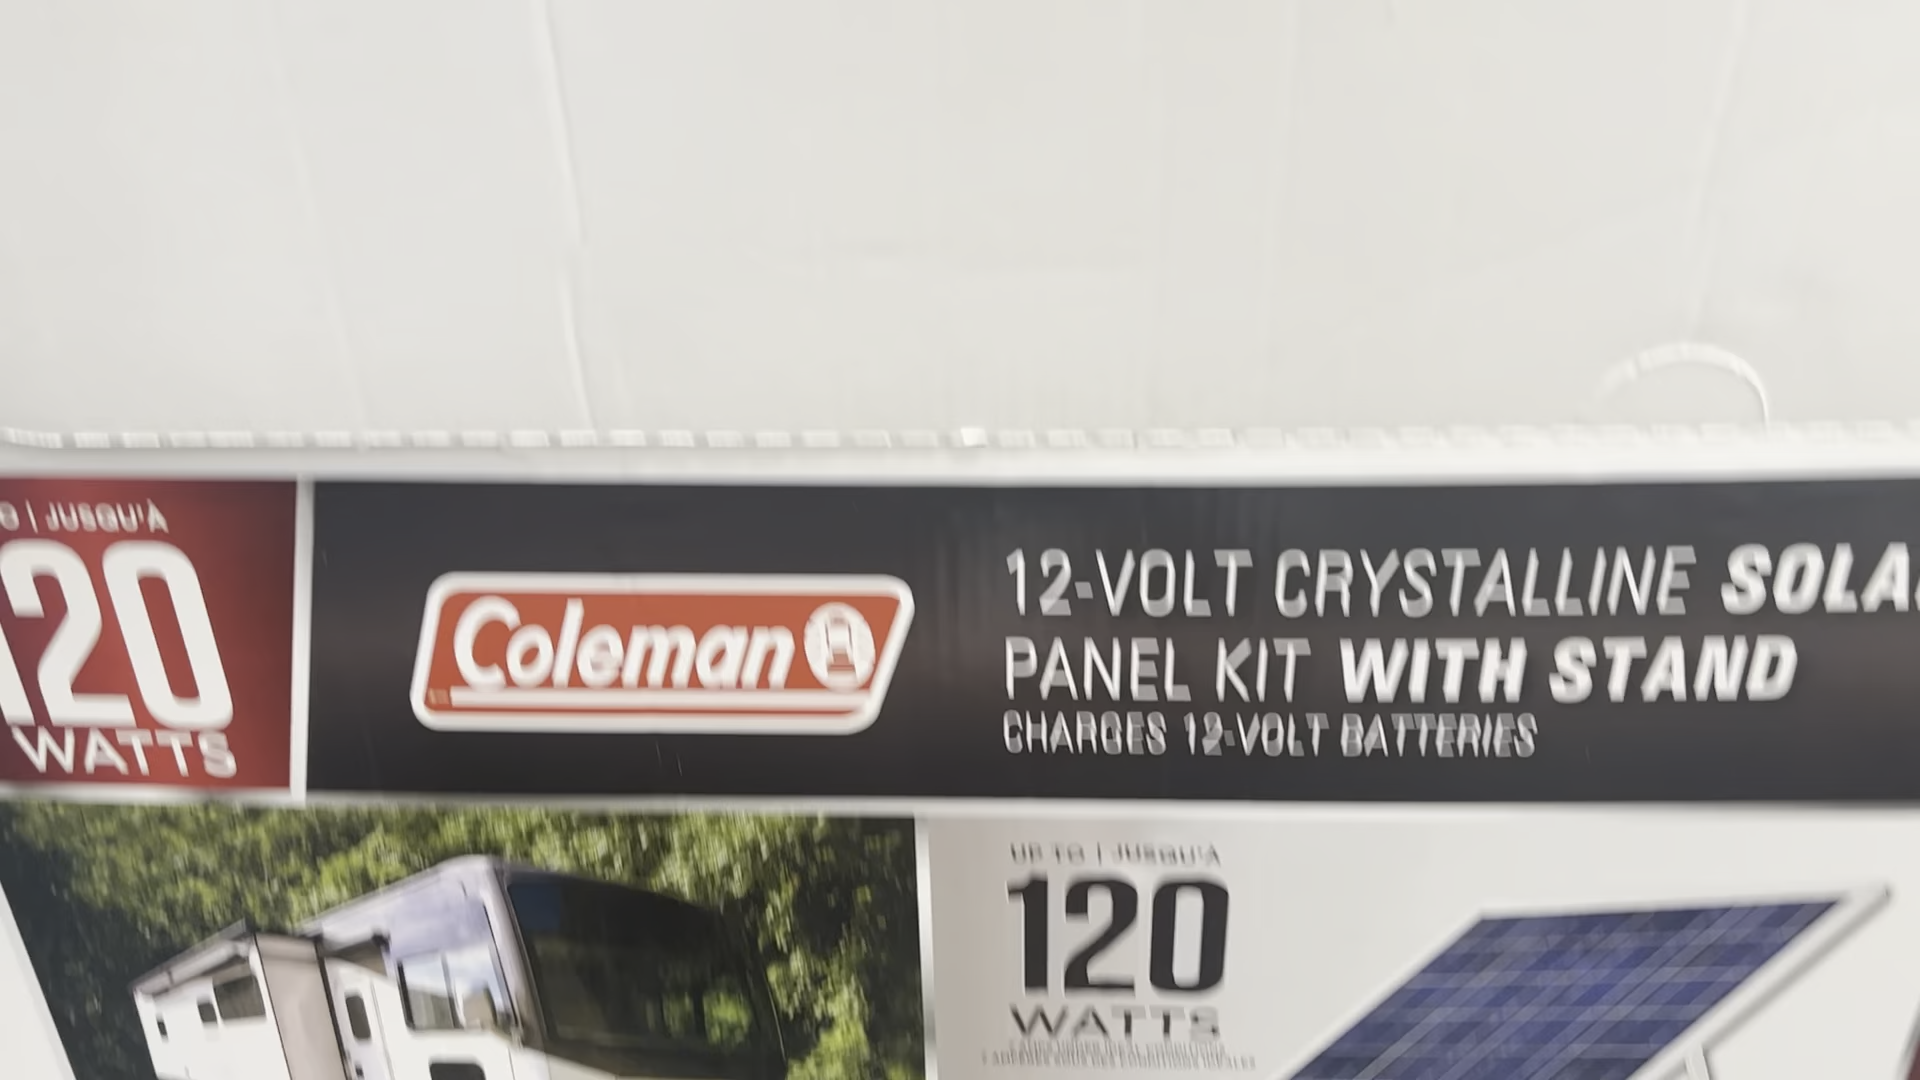 | JUSQU'À
120
WATTS
Coleman
12-VOLT CRYSTALLINE SOLA
PANEL KIT WITH STAND
CHARGES 12-VOLT BATTERIES
UP TO | JUSQU'À
120
WATTS